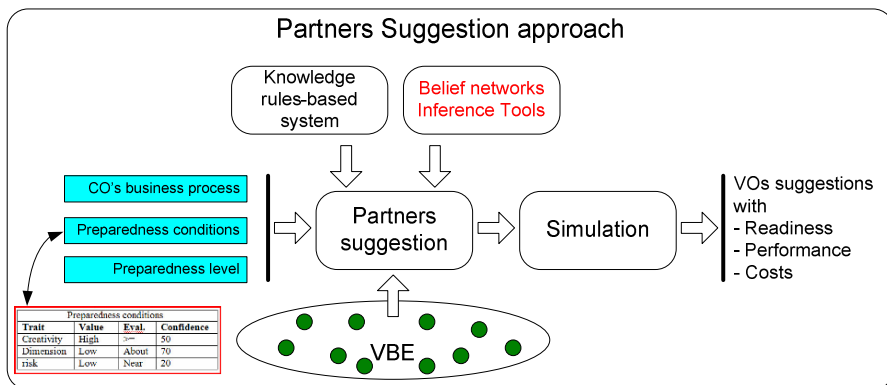 Partners Suggestion approach
Knowledge
rules-based
system
Belief networks
Inference Tools
CO's business process
Preparedness conditions
Preparedness level
Partners
suggestion
Simulation
VOs suggestions
with
- Readiness
- Performance
- Costs
Preparedness conditions
Trait Value Eval. Confidence
Creativity High >= 50
Dimension Low About 70
risk Low Near 20
VBE